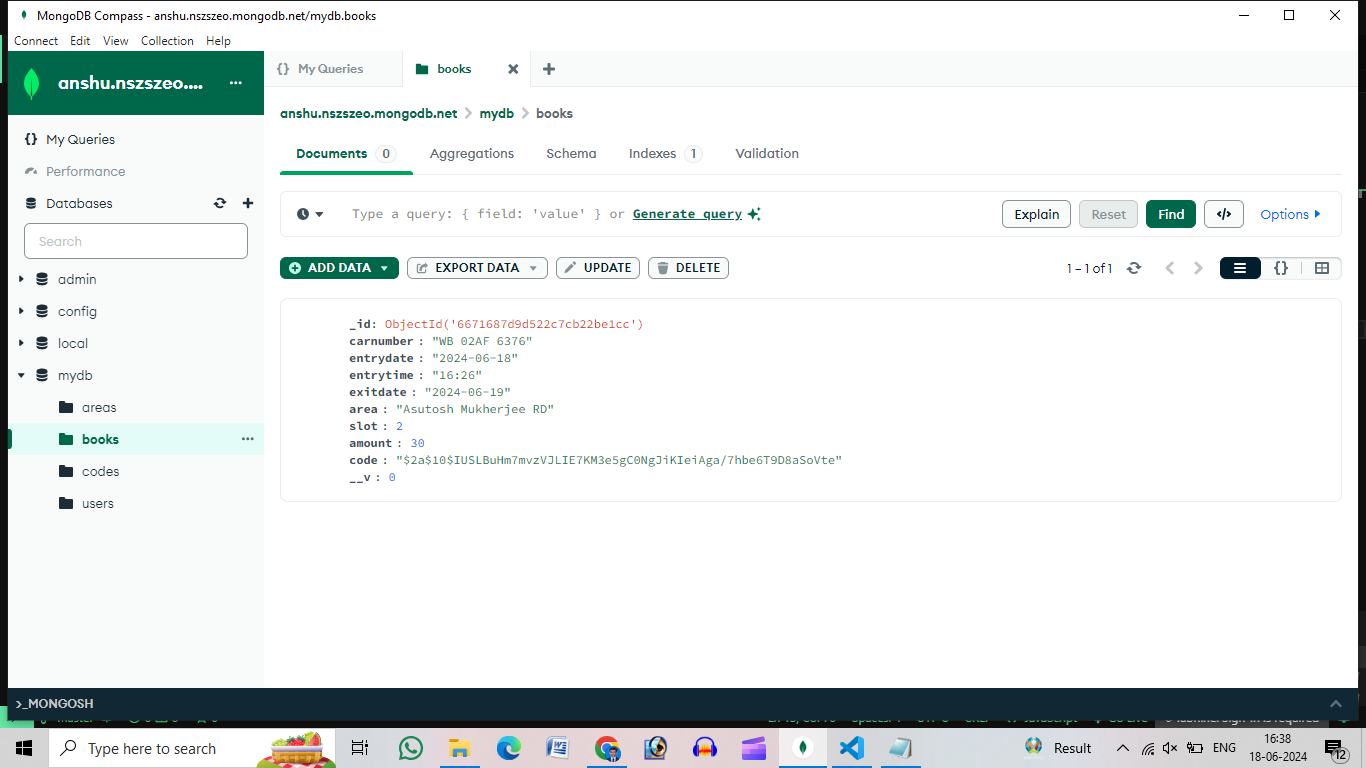 MongoDB Compass - anshu.nszszeo.mongodb.net/mydb.books
Connect Edit View Collection Help
anshu.nszszeo.... ...
My Queries
books
anshu.nszszeo.mongodb.net > mydb > books
{} My Queries
Performance
Databases
Search
admin
config
local
mydb
areas
books ...
codes
users
Documents 0 Aggregations Schema Indexes 1 Validation
Type a query: { field: 'value' } or Generate query
Explain Reset Find </> Options
ADD DATA EXPORT DATA UPDATE DELETE
1 – 1 of 1 {}
_id: ObjectId('6671687d9d522c7cb22be1cc')
carnumber : "WB 02AF 6376"
entrydate : "2024-06-18"
entrytime : "16:26"
exitdate : "2024-06-19"
area : "Asutosh Mukherjee RD"
slot : 2
amount : 30
code : "$2a$10$IUSLBuHm7mvzVJLIE7KM3e5gC0NgJiKIeiAga/7hbe6T9D8aSoVte"
__v : 0
>_MONGOSH
Type here to search
Result
ENG
16:38
18-06-2024
12